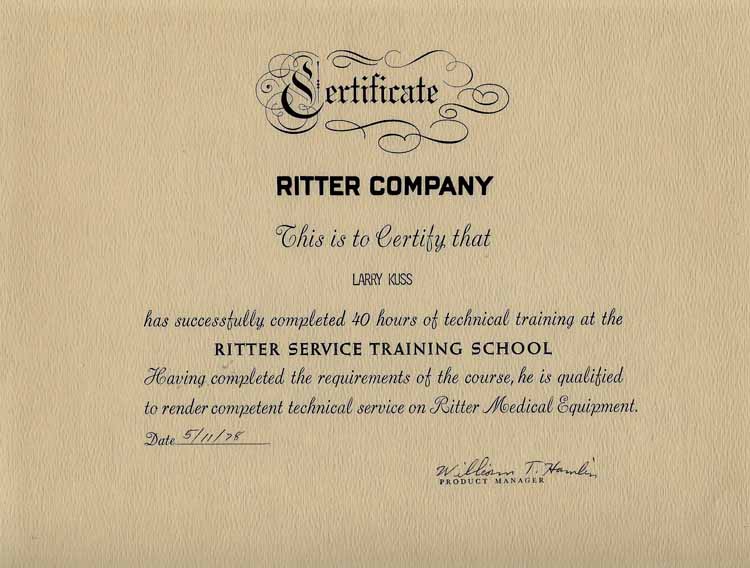 Certificate
RITTER COMPANY
This is to Certify that
LARRY KUSS
has successfully completed 40 hours of technical training at the
RITTER SERVICE TRAINING SCHOOL
Having completed the requirements of the course, he is qualified
to render competent technical service on Ritter Medical Equipment.
Date 5/11/78
William T. Hamlin
PRODUCT MANAGER